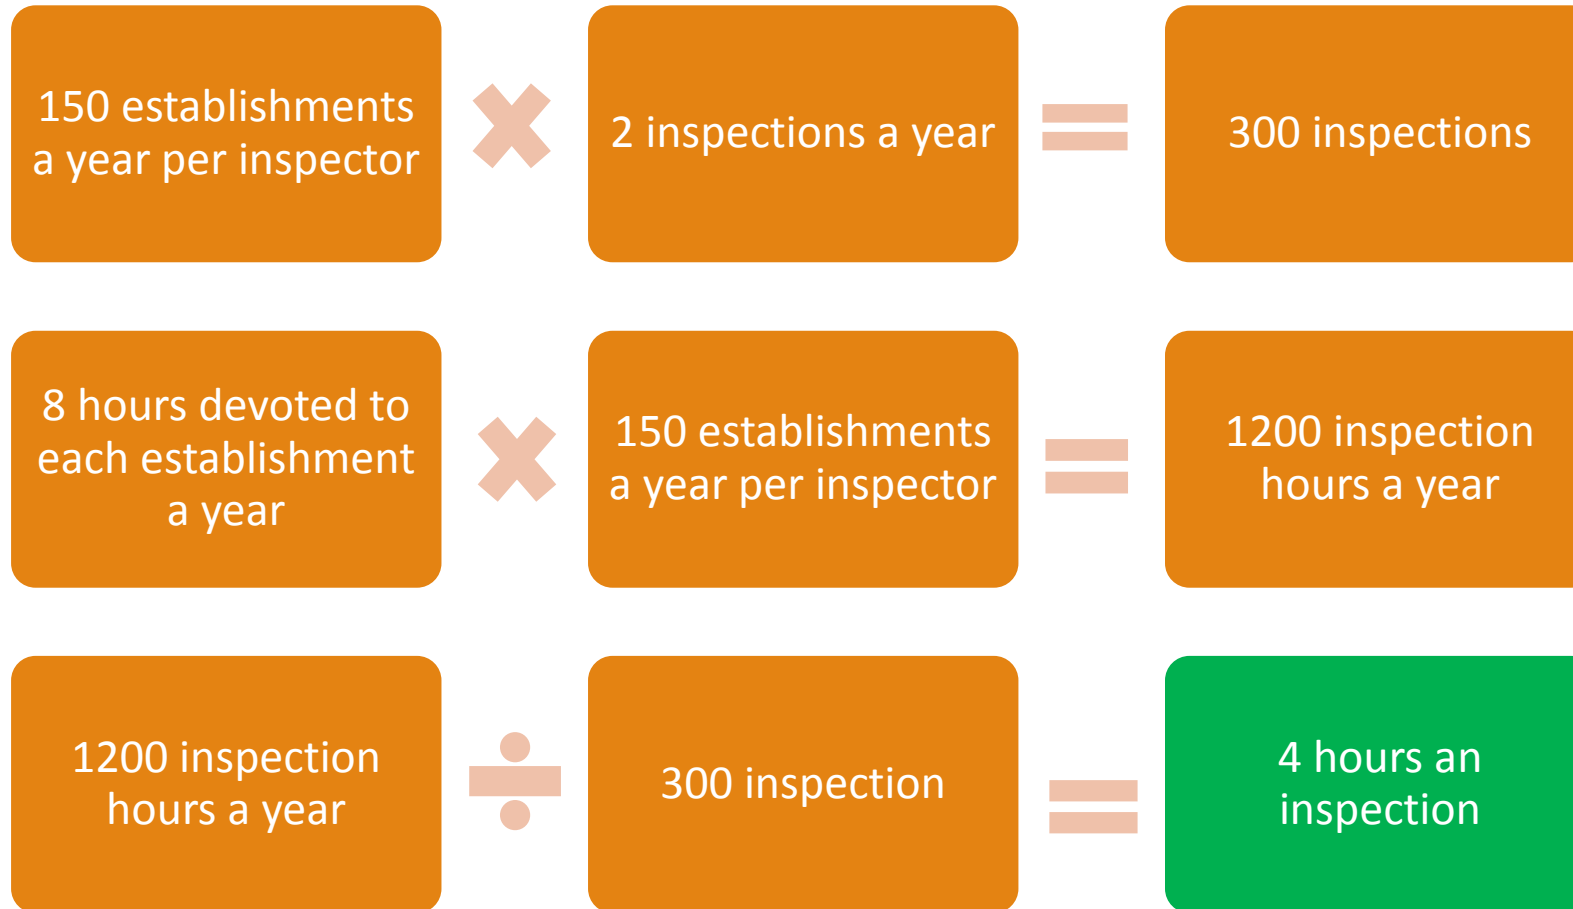 150 establishments
a year per inspector
2 inspections a year
300 inspections
8 hours devoted to
each establishment
a year
150 establishments
a year per inspector
1200 inspection
hours a year
1200 inspection
hours a year
300 inspection
4 hours an
inspection